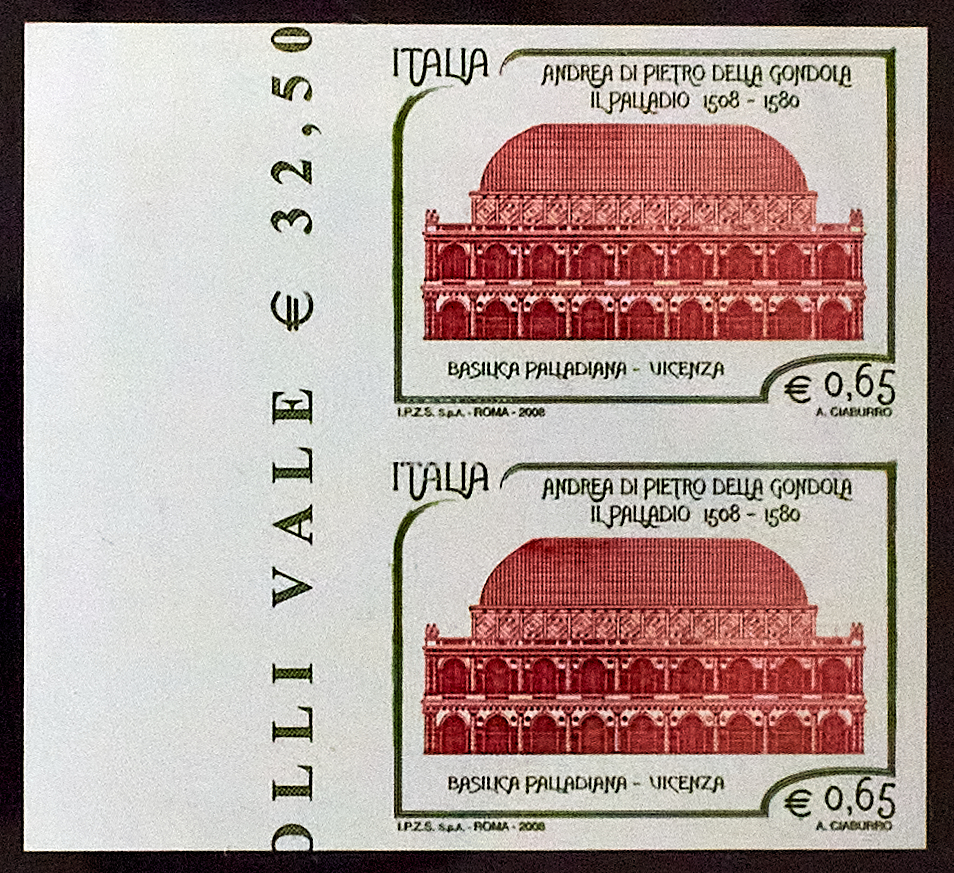 OLLI VALE € 32,50
ITALIA
ANDREA DI PIETRO DELLA GONDOLA
IL PALLADIO 1508 - 1580
BASILICA PALLADIANA - VICENZA
€ 0,65
I.P.Z.S. S.p.A. - ROMA - 2008
A. CIABURRO
ITALIA
ANDREA DI PIETRO DELLA GONDOLA
IL PALLADIO 1508 - 1580
BASILICA PALLADIANA - VICENZA
€ 0,65
I.P.Z.S. S.p.A. - ROMA - 2008
A. CIABURRO